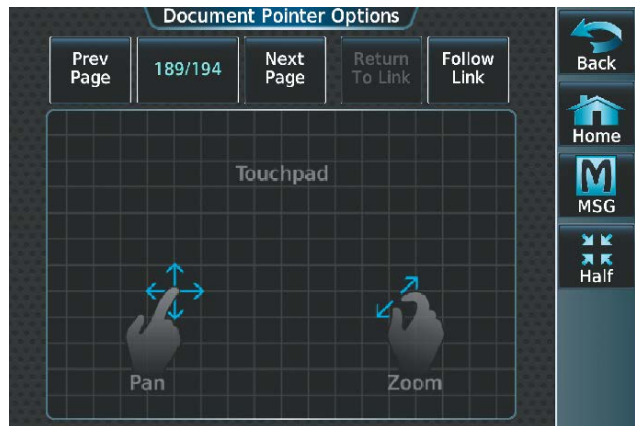 Document Pointer Options
Prev
Page
189/194
Next
Page
Return
To Link
Follow
Link
Touchpad
Pan
Zoom
Back
Home
MSG
Half